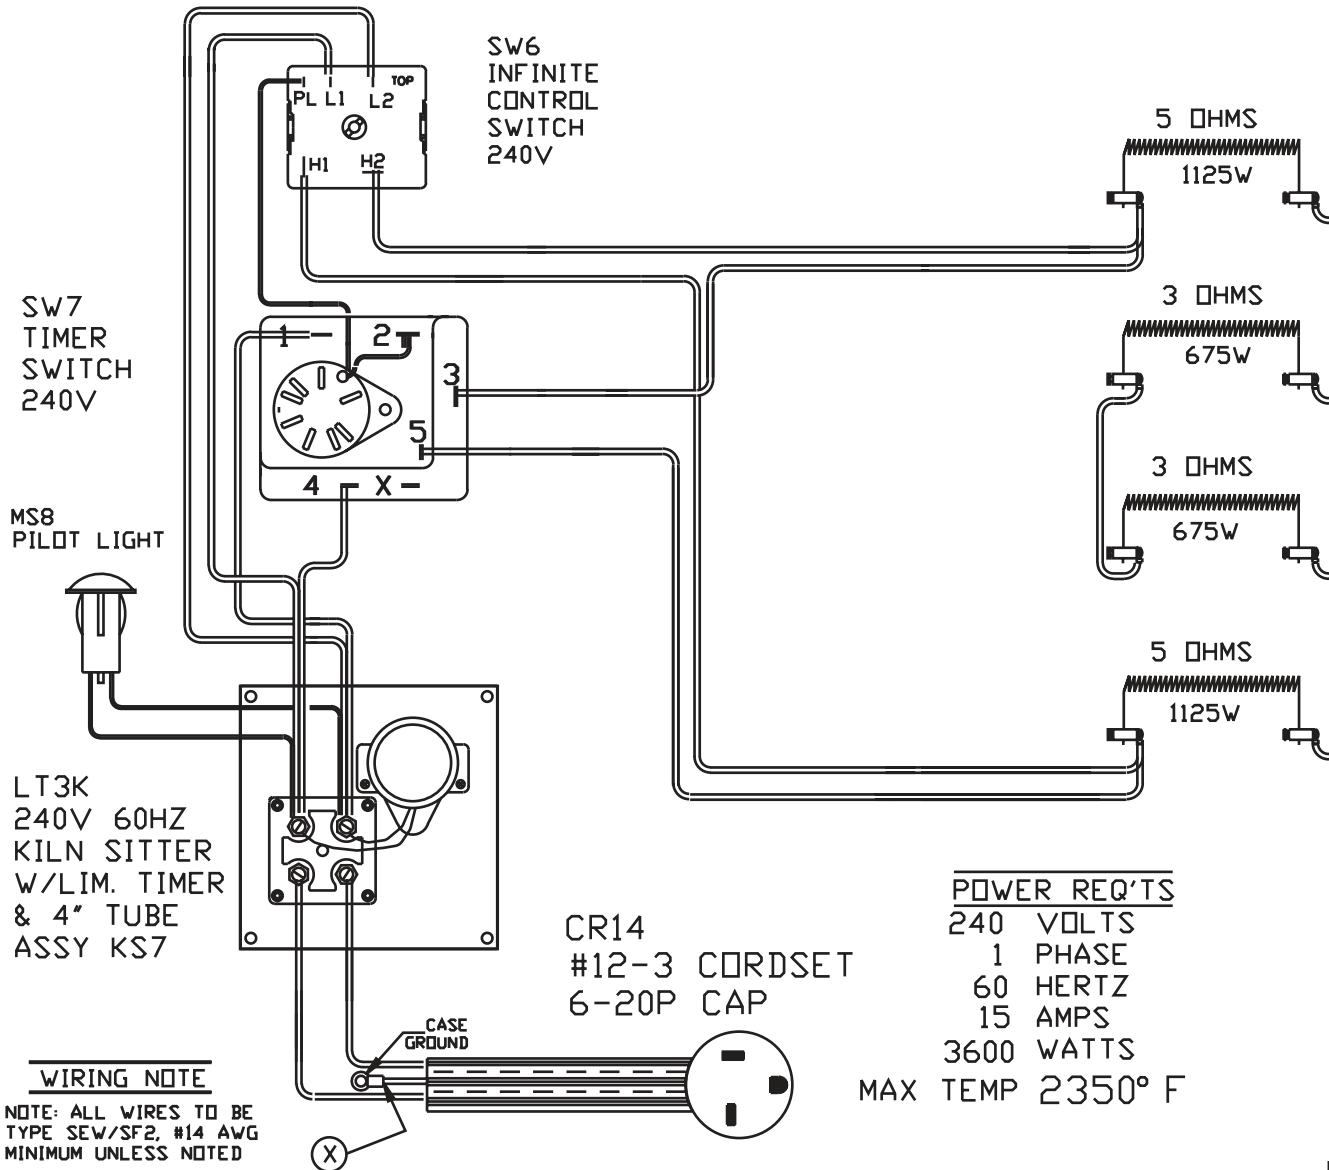 SW6
INFINITE
CONTROL
SWITCH
240V
TOP
PL L1 L2
H1 H2
5 OHMS
1125W
3 OHMS
675W
3 OHMS
675W
5 OHMS
1125W
SW7
TIMER
SWITCH
240V
1 2
3
5
4 X
MS8
PILOT LIGHT
LT3K
240V 60HZ
KILN SITTER
W/LIM. TIMER
& 4" TUBE
ASSY KS7
CR14
#12-3 CORDSET
6-20P CAP
CASE
GROUND
X
POWER REQ'TS
240 VOLTS
1 PHASE
60 HERTZ
15 AMPS
3600 WATTS
MAX TEMP 2350° F
WIRING NOTE
NOTE: ALL WIRES TO BE
TYPE SEW/SF2, #14 AWG
MINIMUM UNLESS NOTED